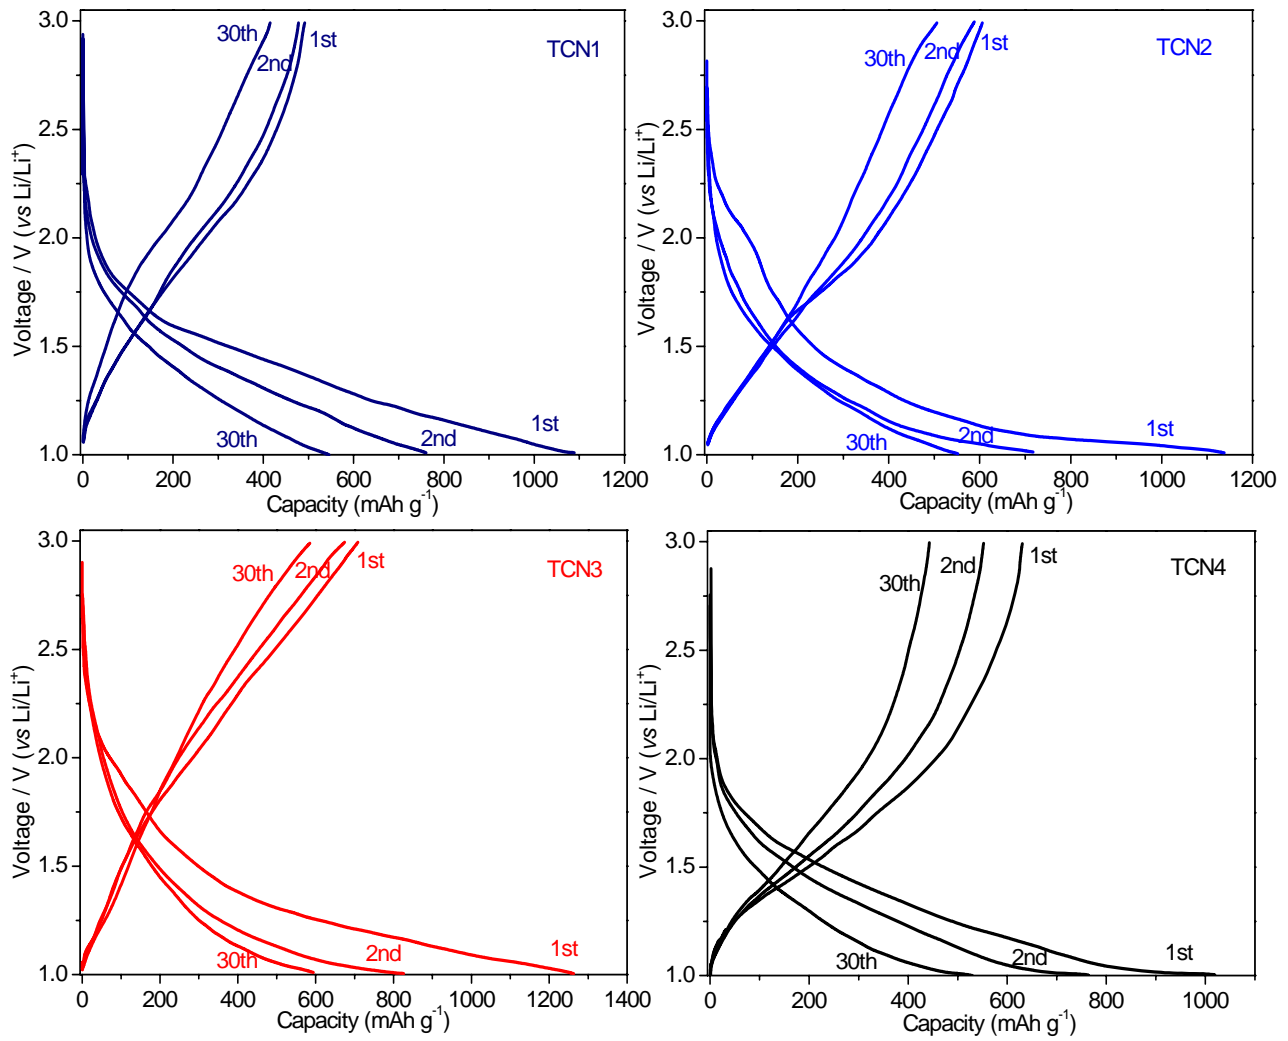 3.0
2.5
2.0
1.5
1.0
Voltage / V (vs Li/Li⁺)
30th
2nd
1st
TCN1
30th
2nd
1st
0 200 400 600 800 1000 1200
Capacity (mAh g⁻¹)
3.0
2.5
2.0
1.5
1.0
Voltage / V (vs Li/Li⁺)
30th
2nd
1st
TCN2
30th
2nd
1st
0 200 400 600 800 1000 1200
Capacity (mAh g⁻¹)
3.0
2.5
2.0
1.5
1.0
Voltage / V (vs Li/Li⁺)
30th
2nd
1st
TCN3
30th
2nd
1st
0 200 400 600 800 1000 1200 1400
Capacity (mAh g⁻¹)
3.0
2.5
2.0
1.5
1.0
Voltage / V (vs Li/Li⁺)
30th
2nd
1st
TCN4
30th
2nd
1st
0 200 400 600 800 1000
Capacity (mAh g⁻¹)